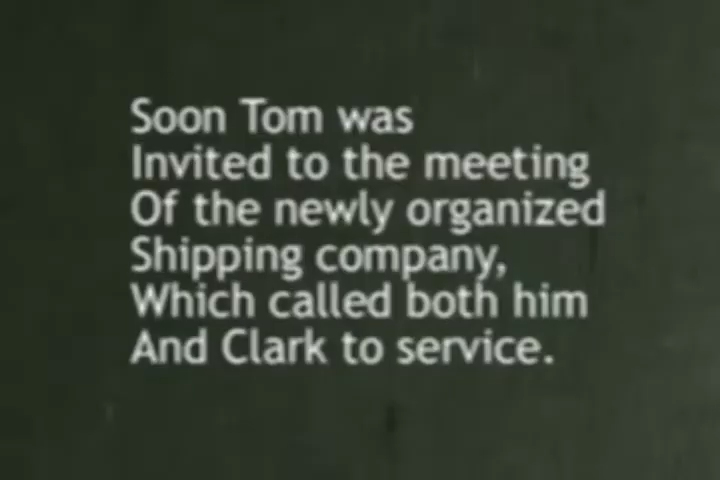 Soon Tom was
Invited to the meeting
Of the newly organized
Shipping company,
Which called both him
And Clark to service.